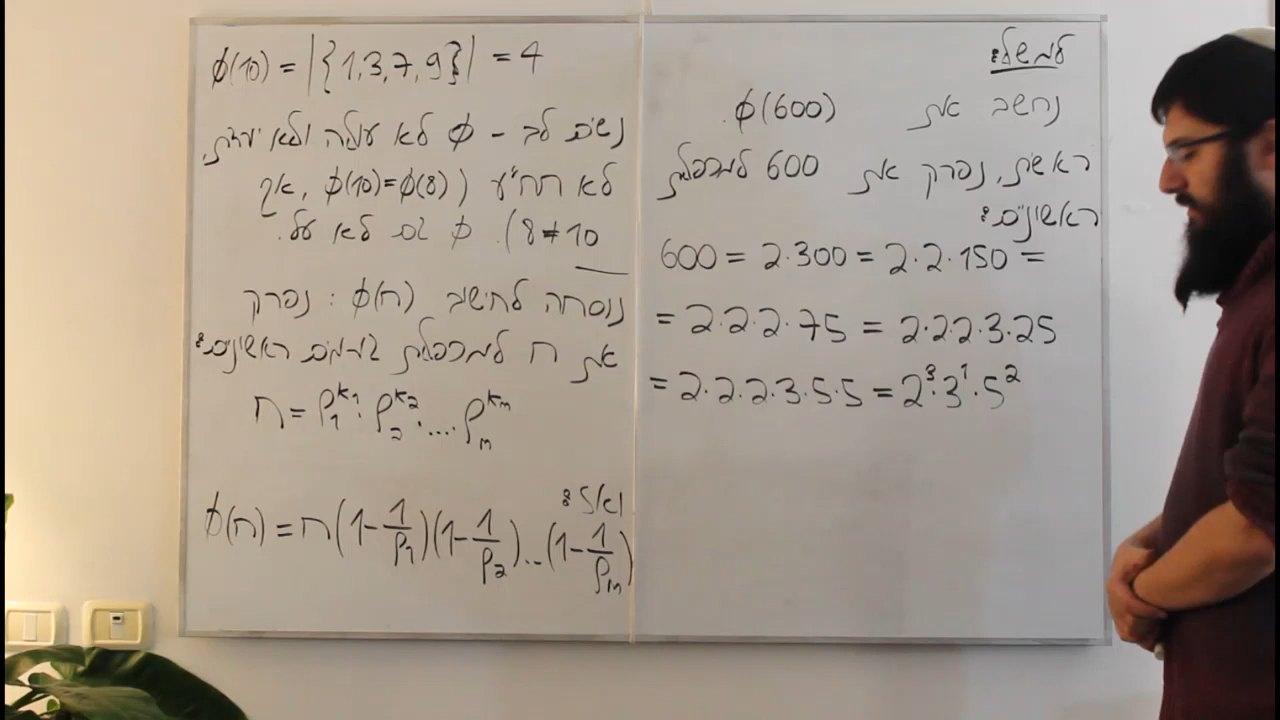 φ(10) = |{1,3,7,9}| = 4
נשים לב - φ לא עולה ולא יורדת,
לא חח"ע (φ(10)=φ(8), אך
8≠10). φ גם לא על.
נוסחה לחישוב φ(n): נפרק
את n למכפלת גורמים ראשוניים:
n = p₁^k₁ · p₂^k₂ · ... · pₘ^kₘ
ואז:
φ(n) = n(1-1/p₁)(1-1/p₂)...(1-1/pₘ)
למשל:
נחשב את φ(600).
ראשית, נפרק את 600 למכפלת
ראשוניים:
600 = 2·300 = 2·2·150 =
= 2·2·2·75 = 2·2·2·3·25
= 2·2·2·3·5·5 = 2³·3¹·5²